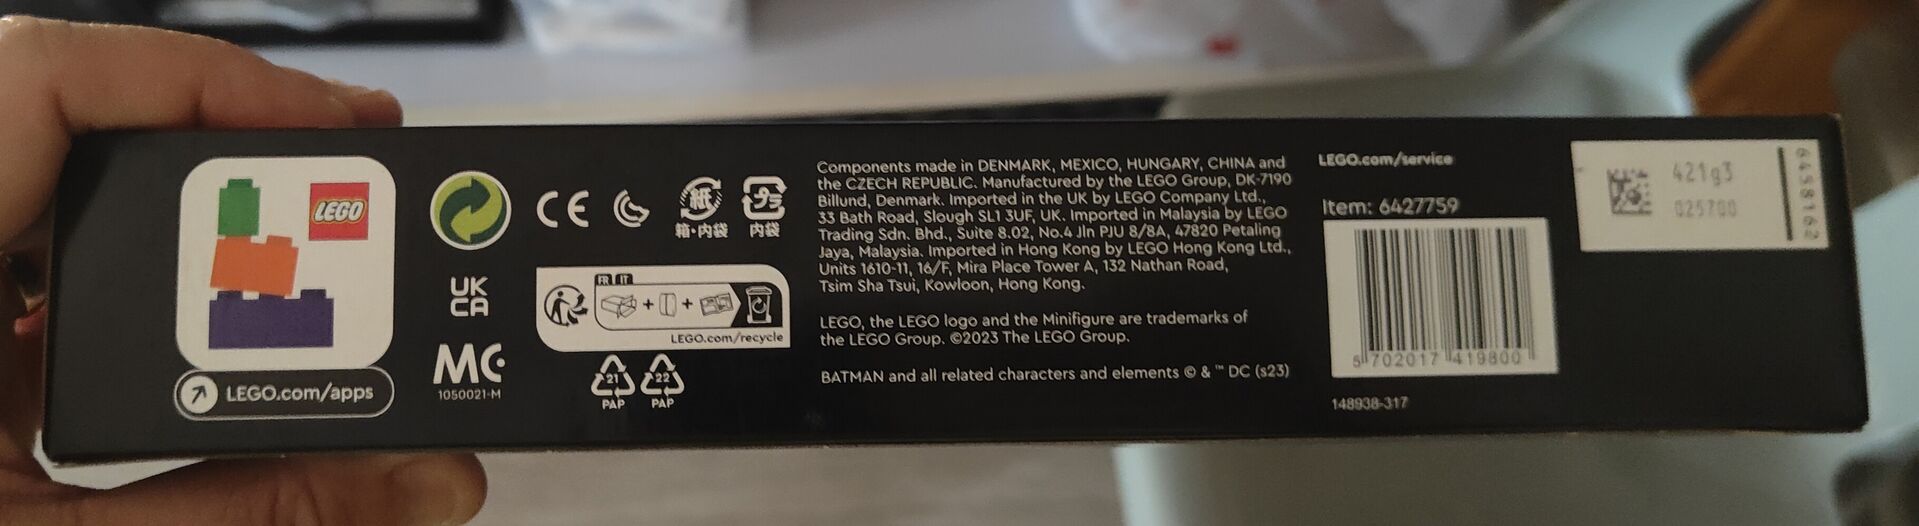 LEGO
LEGO.com/apps
CE
紙
箱・内袋
プラ
内袋
UK
CA
MC
1050021-M
FR IT
LEGO.com/recycle
21
PAP
22
PAP
Components made in DENMARK, MEXICO, HUNGARY, CHINA and
the CZECH REPUBLIC. Manufactured by the LEGO Group, DK-7190
Billund, Denmark. Imported in the UK by LEGO Company Ltd.,
33 Bath Road, Slough SL1 3UF, UK. Imported in Malaysia by LEGO
Trading Sdn. Bhd., Suite 8.02, No.4 Jln PJU 8/8A, 47820 Petaling
Jaya, Malaysia. Imported in Hong Kong by LEGO Hong Kong Ltd.,
Units 1610-11, 16/F, Mira Place Tower A, 132 Nathan Road,
Tsim Sha Tsui, Kowloon, Hong Kong.
LEGO, the LEGO logo and the Minifigure are trademarks of
the LEGO Group. ©2023 The LEGO Group.
BATMAN and all related characters and elements © & ™ DC (s23)
LEGO.com/service
Item: 6427759
5 702017 419800
148938-317
421g3
025700
6458162